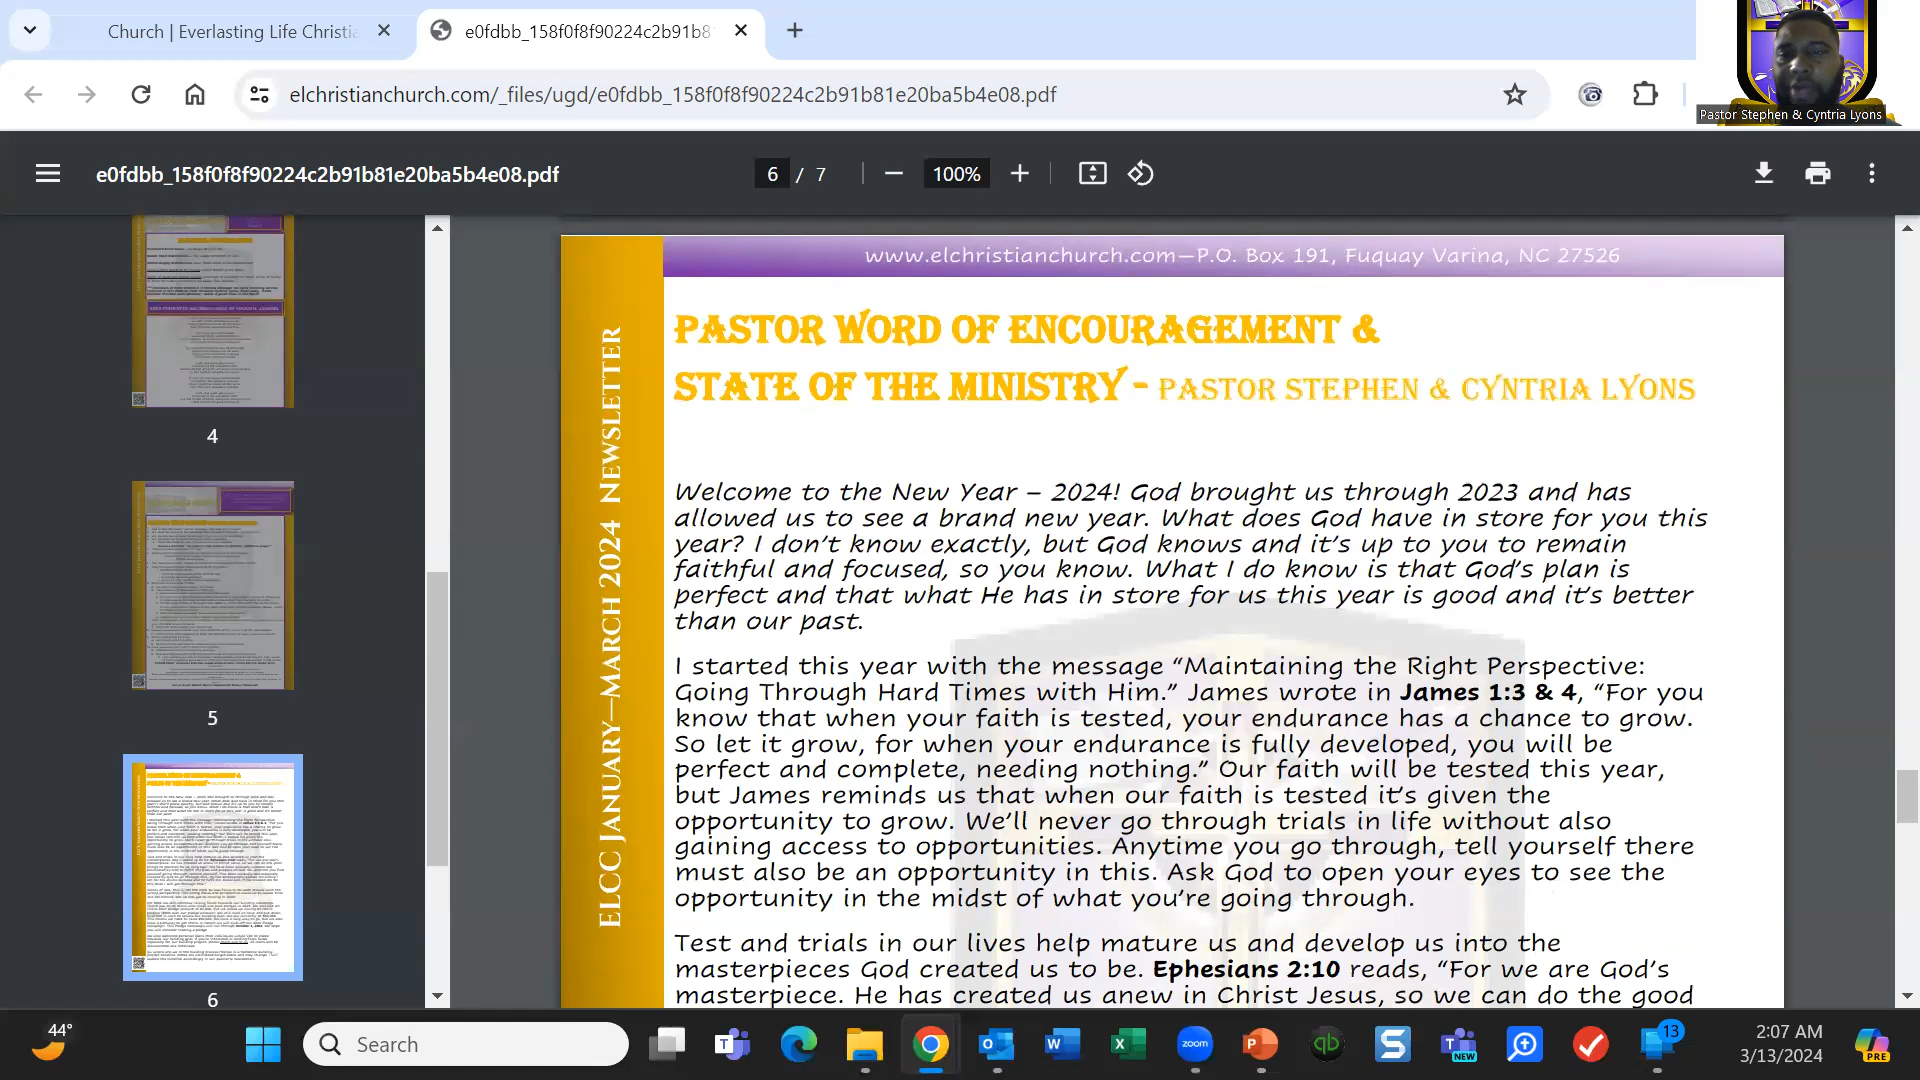 Church | Everlasting Life Christia
e0fdbb_158f0f8f90224c2b91b8
elchristianchurch.com/_files/ugd/e0fdbb_158f0f8f90224c2b91b81e20ba5b4e08.pdf
Pastor Stephen & Cyntria Lyons
e0fdbb_158f0f8f90224c2b91b81e20ba5b4e08.pdf
6 / 7
100%
4
5
6
www.elchristianchurch.com—P.O. Box 191, Fuquay Varina, NC 27526
ELCC JANUARY—MARCH 2024 NEWSLETTER
PASTOR WORD OF ENCOURAGEMENT &
STATE OF THE MINISTRY - PASTOR STEPHEN & CYNTRIA LYONS
Welcome to the New Year – 2024! God brought us through 2023 and has
allowed us to see a brand new year. What does God have in store for you this
year? I don't know exactly, but God knows and it's up to you to remain
faithful and focused, so you know. What I do know is that God's plan is
perfect and that what He has in store for us this year is good and it's better
than our past.
I started this year with the message “Maintaining the Right Perspective:
Going Through Hard Times with Him.” James wrote in James 1:3 & 4, “For you
know that when your faith is tested, your endurance has a chance to grow.
So let it grow, for when your endurance is fully developed, you will be
perfect and complete, needing nothing.” Our faith will be tested this year,
but James reminds us that when our faith is tested it's given the
opportunity to grow. We'll never go through trials in life without also
gaining access to opportunities. Anytime you go through, tell yourself there
must also be an opportunity in this. Ask God to open your eyes to see the
opportunity in the midst of what you're going through.
Test and trials in our lives help mature us and develop us into the
masterpieces God created us to be. Ephesians 2:10 reads, “For we are God's
masterpiece. He has created us anew in Christ Jesus, so we can do the good
44°
Search
zoom
NEW
13
2:07 AM
3/13/2024
PRE